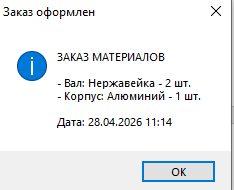 Заказ оформлен
ЗАКАЗ МАТЕРИАЛОВ
- Вал: Нержавейка - 2 шт.
- Корпус: Алюминий - 1 шт.
Дата: 28.04.2026 11:14
OK